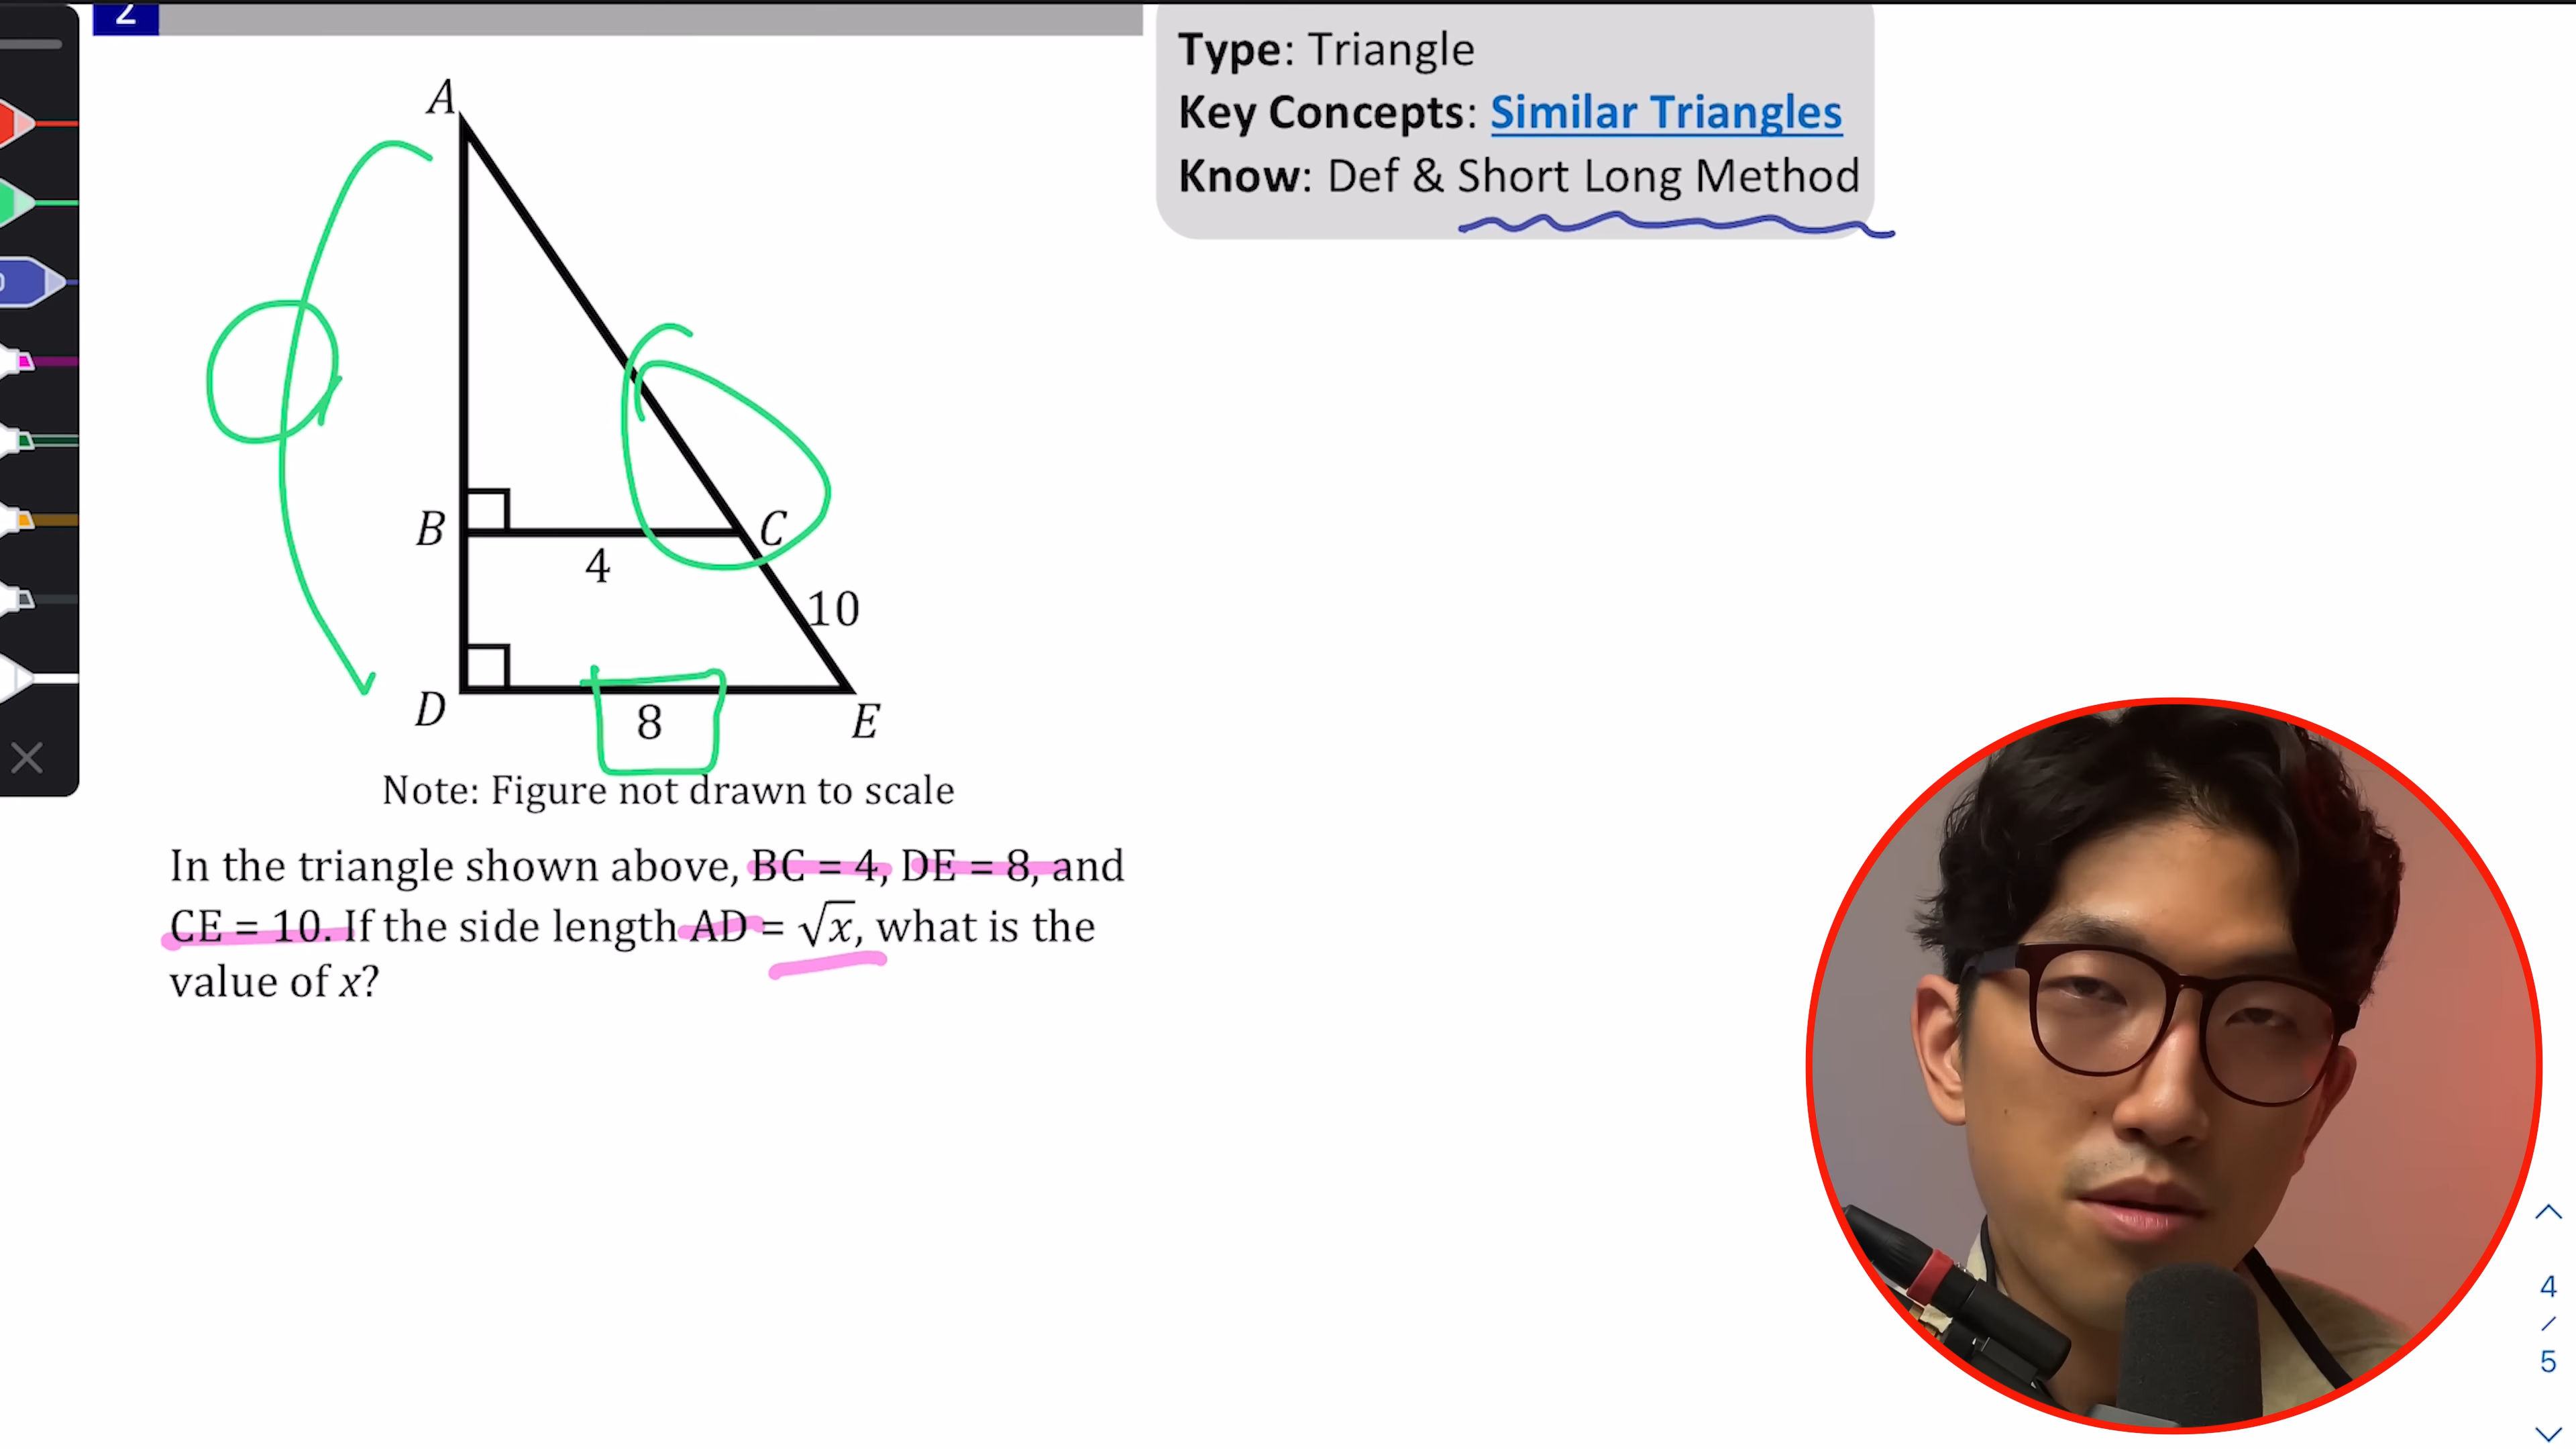 2
Type: Triangle
Key Concepts: Similar Triangles
Know: Def & Short Long Method
A
B
C
4
10
D
8
E
Note: Figure not drawn to scale
In the triangle shown above, BC = 4, DE = 8, and
CE = 10. If the side length AD = √x, what is the
value of x?
4
/
5